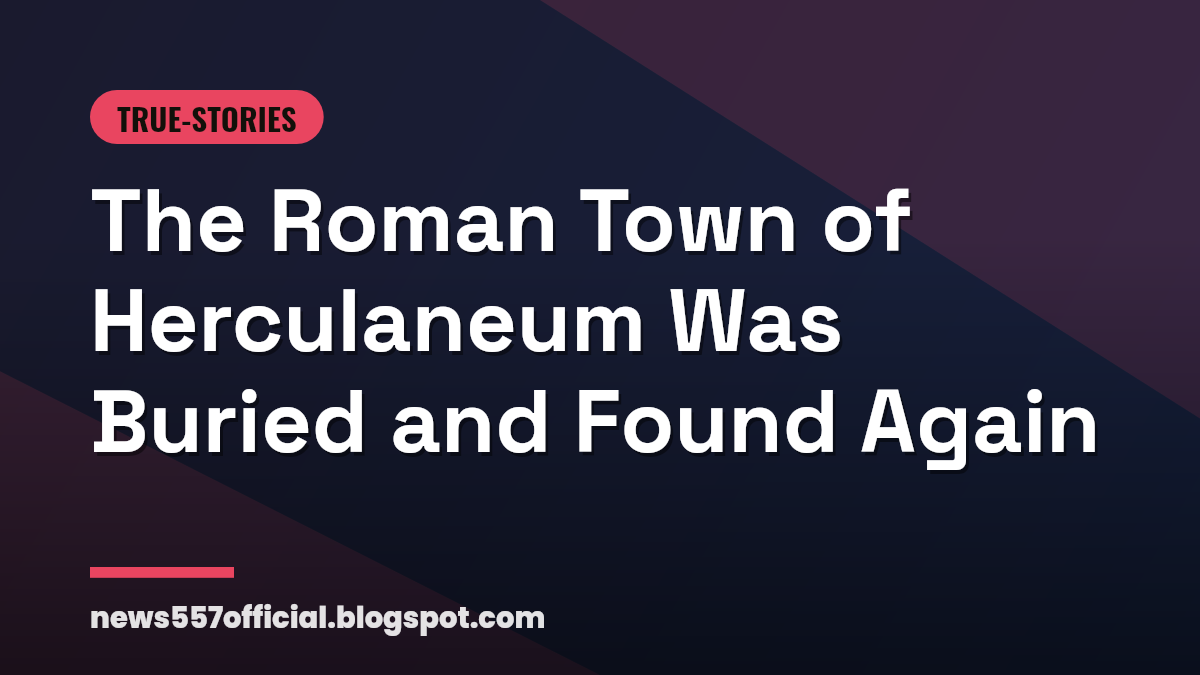 TRUE-STORIES
The Roman Town of
Herculaneum Was
Buried and Found Again
news557official.blogspot.com